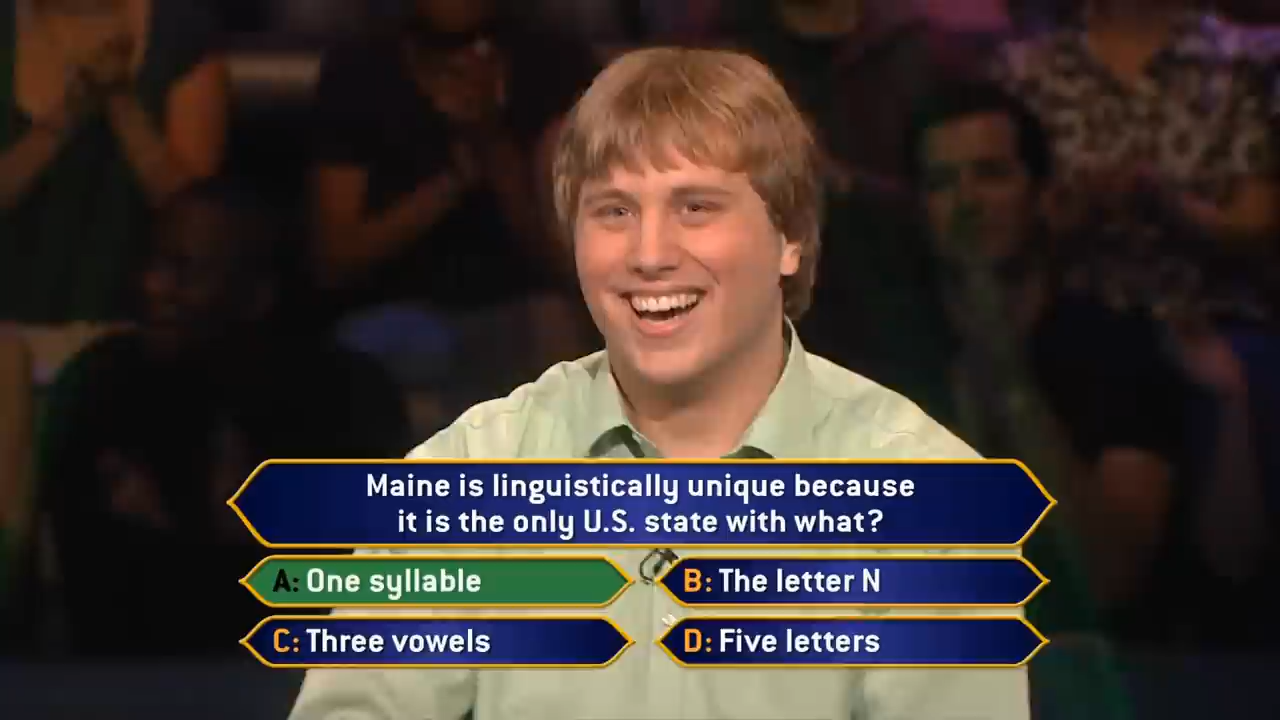 Maine is linguistically unique because
it is the only U.S. state with what?
A: One syllable
B: The letter N
C: Three vowels
D: Five letters